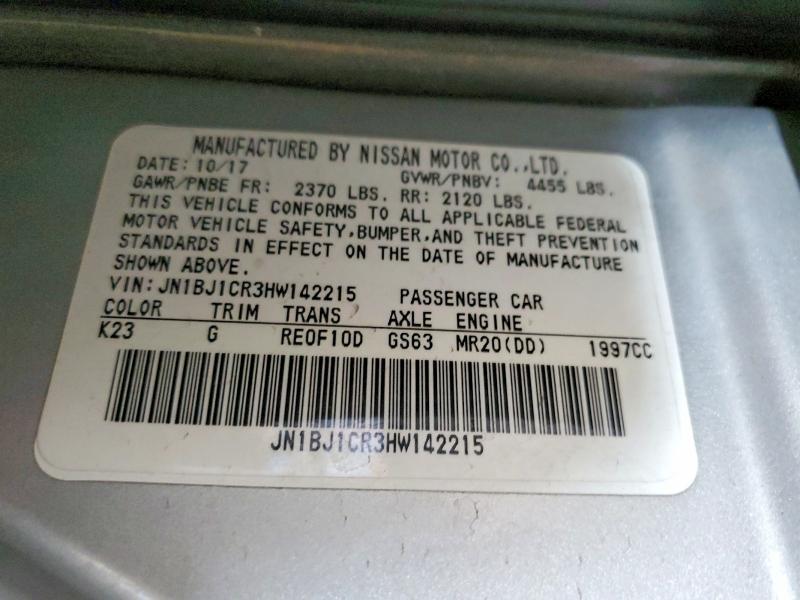 MANUFACTURED BY NISSAN MOTOR CO.,LTD.
DATE: 10/17 GVWR/PNBV: 4455 LBS.
GAWR/PNBE FR: 2370 LBS. RR: 2120 LBS.
THIS VEHICLE CONFORMS TO ALL APPLICABLE FEDERAL
MOTOR VEHICLE SAFETY,BUMPER,AND THEFT PREVENTION
STANDARDS IN EFFECT ON THE DATE OF MANUFACTURE
SHOWN ABOVE.
VIN: JN1BJ1CR3HW142215 PASSENGER CAR
COLOR TRIM TRANS AXLE ENGINE
K23 G RE0F10D GS63 MR20(DD) 1997CC
JN1BJ1CR3HW142215